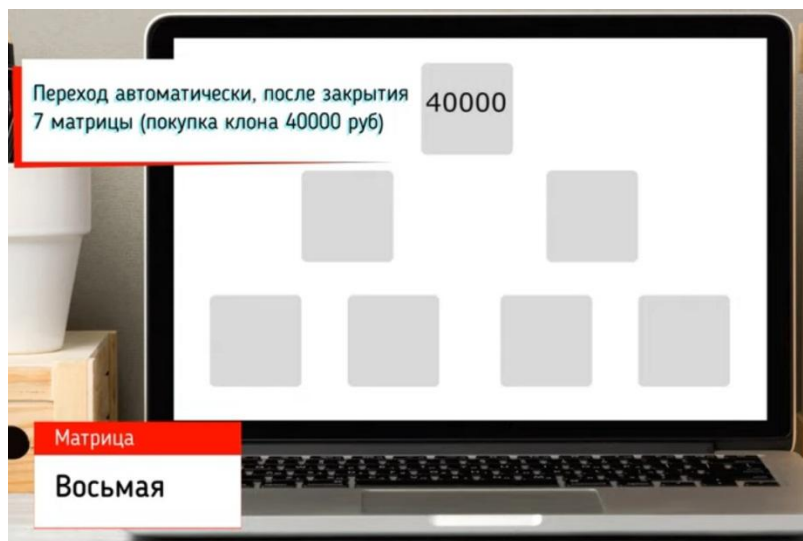 Переход автоматически, после закрытия
7 матрицы (покупка клона 40000 руб)
40000
Матрица
Восьмая